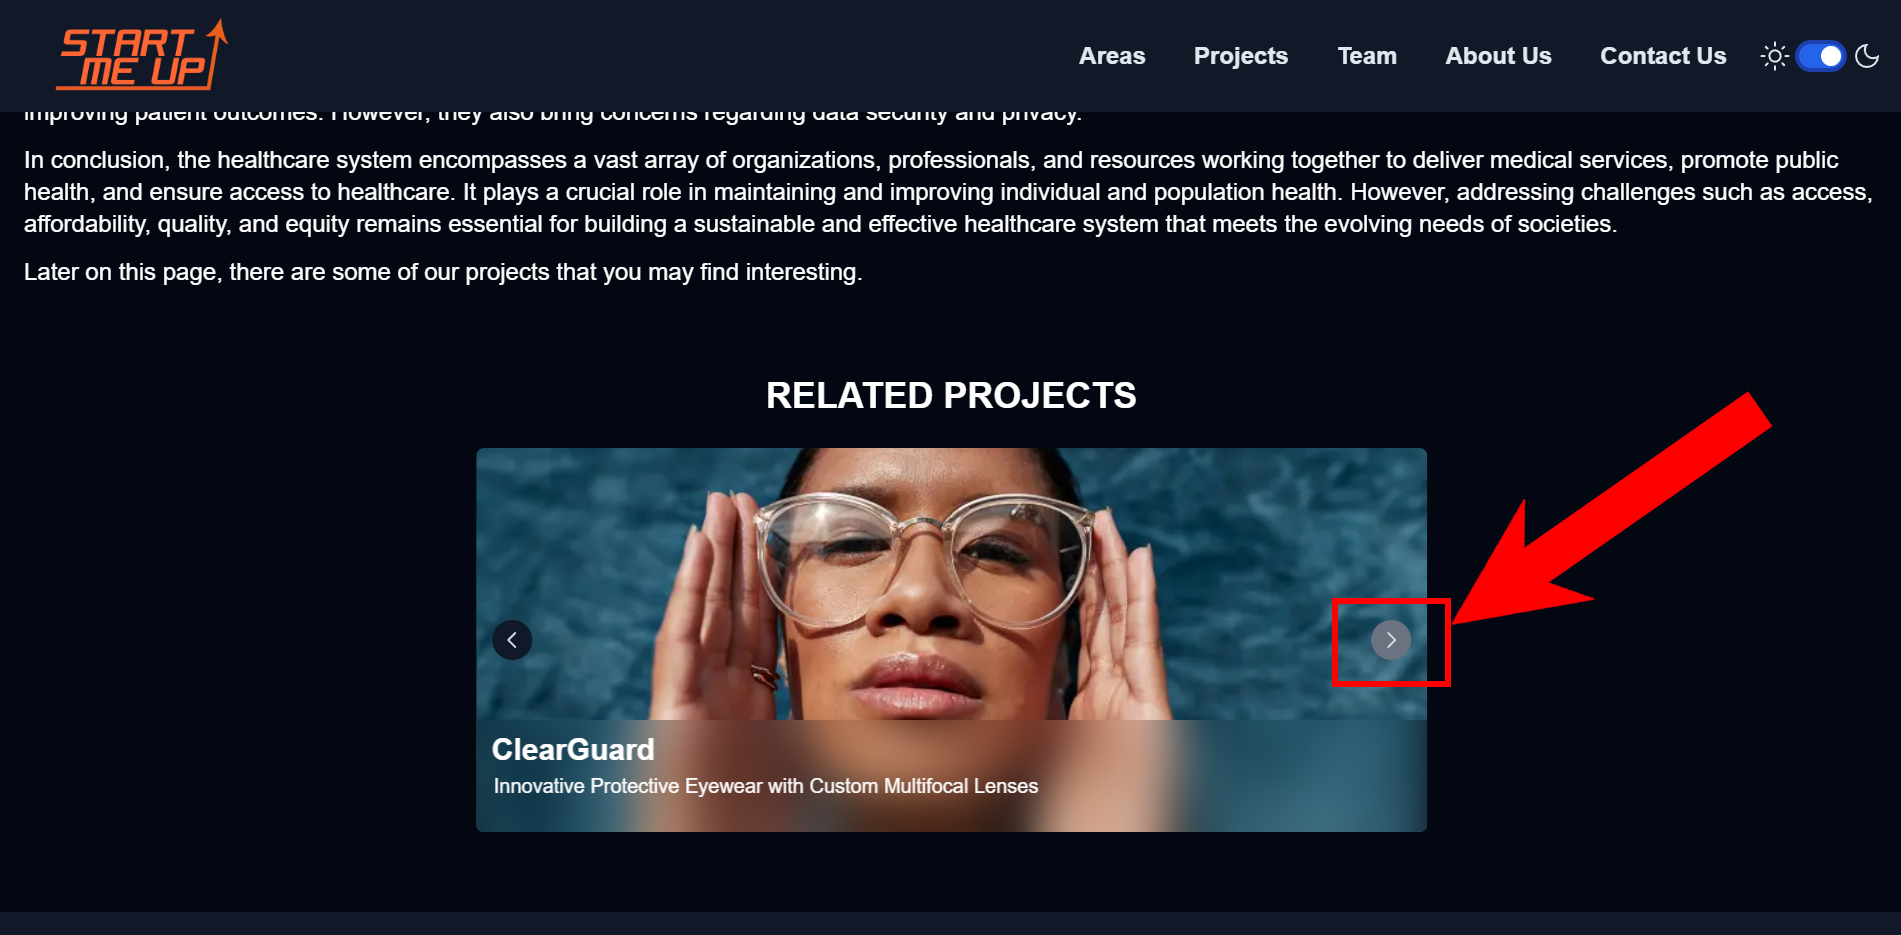 START
ME UP
Areas Projects Team About Us Contact Us
improving patient outcomes. However, they also bring concerns regarding data security and privacy.
In conclusion, the healthcare system encompasses a vast array of organizations, professionals, and resources working together to deliver medical services, promote public
health, and ensure access to healthcare. It plays a crucial role in maintaining and improving individual and population health. However, addressing challenges such as access,
affordability, quality, and equity remains essential for building a sustainable and effective healthcare system that meets the evolving needs of societies.
Later on this page, there are some of our projects that you may find interesting.
RELATED PROJECTS
ClearGuard
Innovative Protective Eyewear with Custom Multifocal Lenses